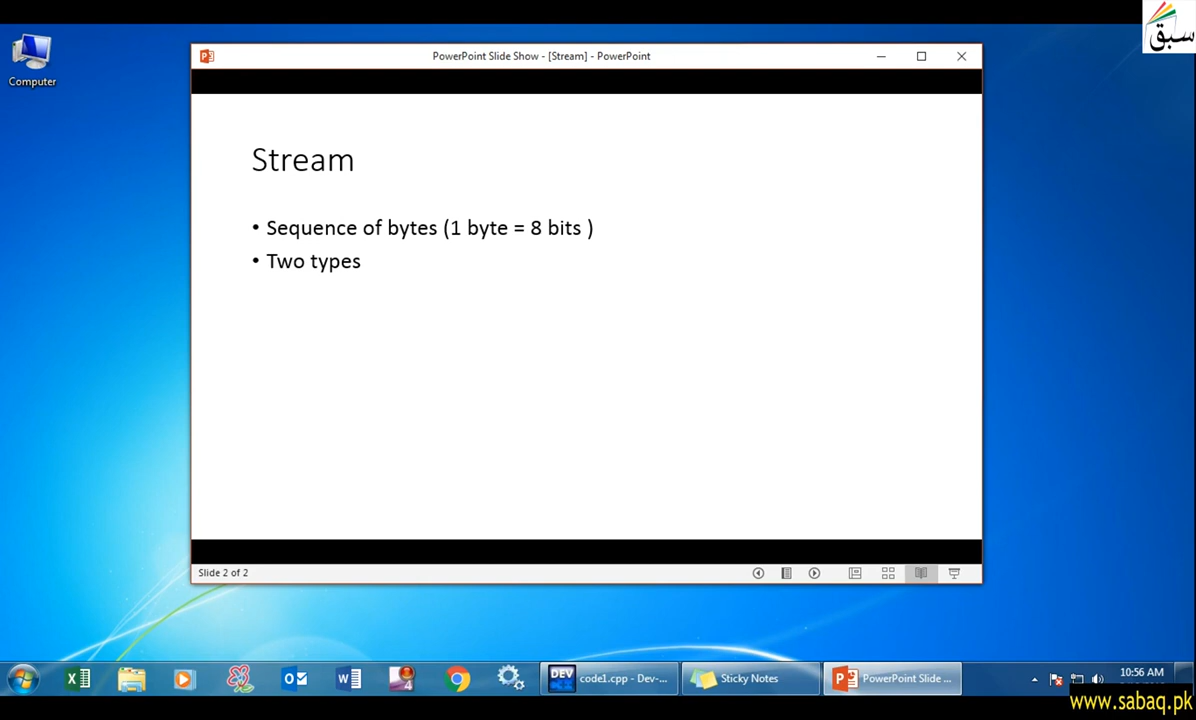 سبق
PowerPoint Slide Show - [Stream] - PowerPoint
Computer
Stream
• Sequence of bytes (1 byte = 8 bits )
• Two types
Slide 2 of 2
DEV
code1.cpp - Dev-...
Sticky Notes
PowerPoint Slide ...
10:56 AM
www.sabaq.pk